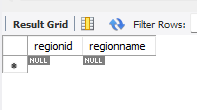 Result Grid Filter Rows:
regionid regionname
NULL NULL